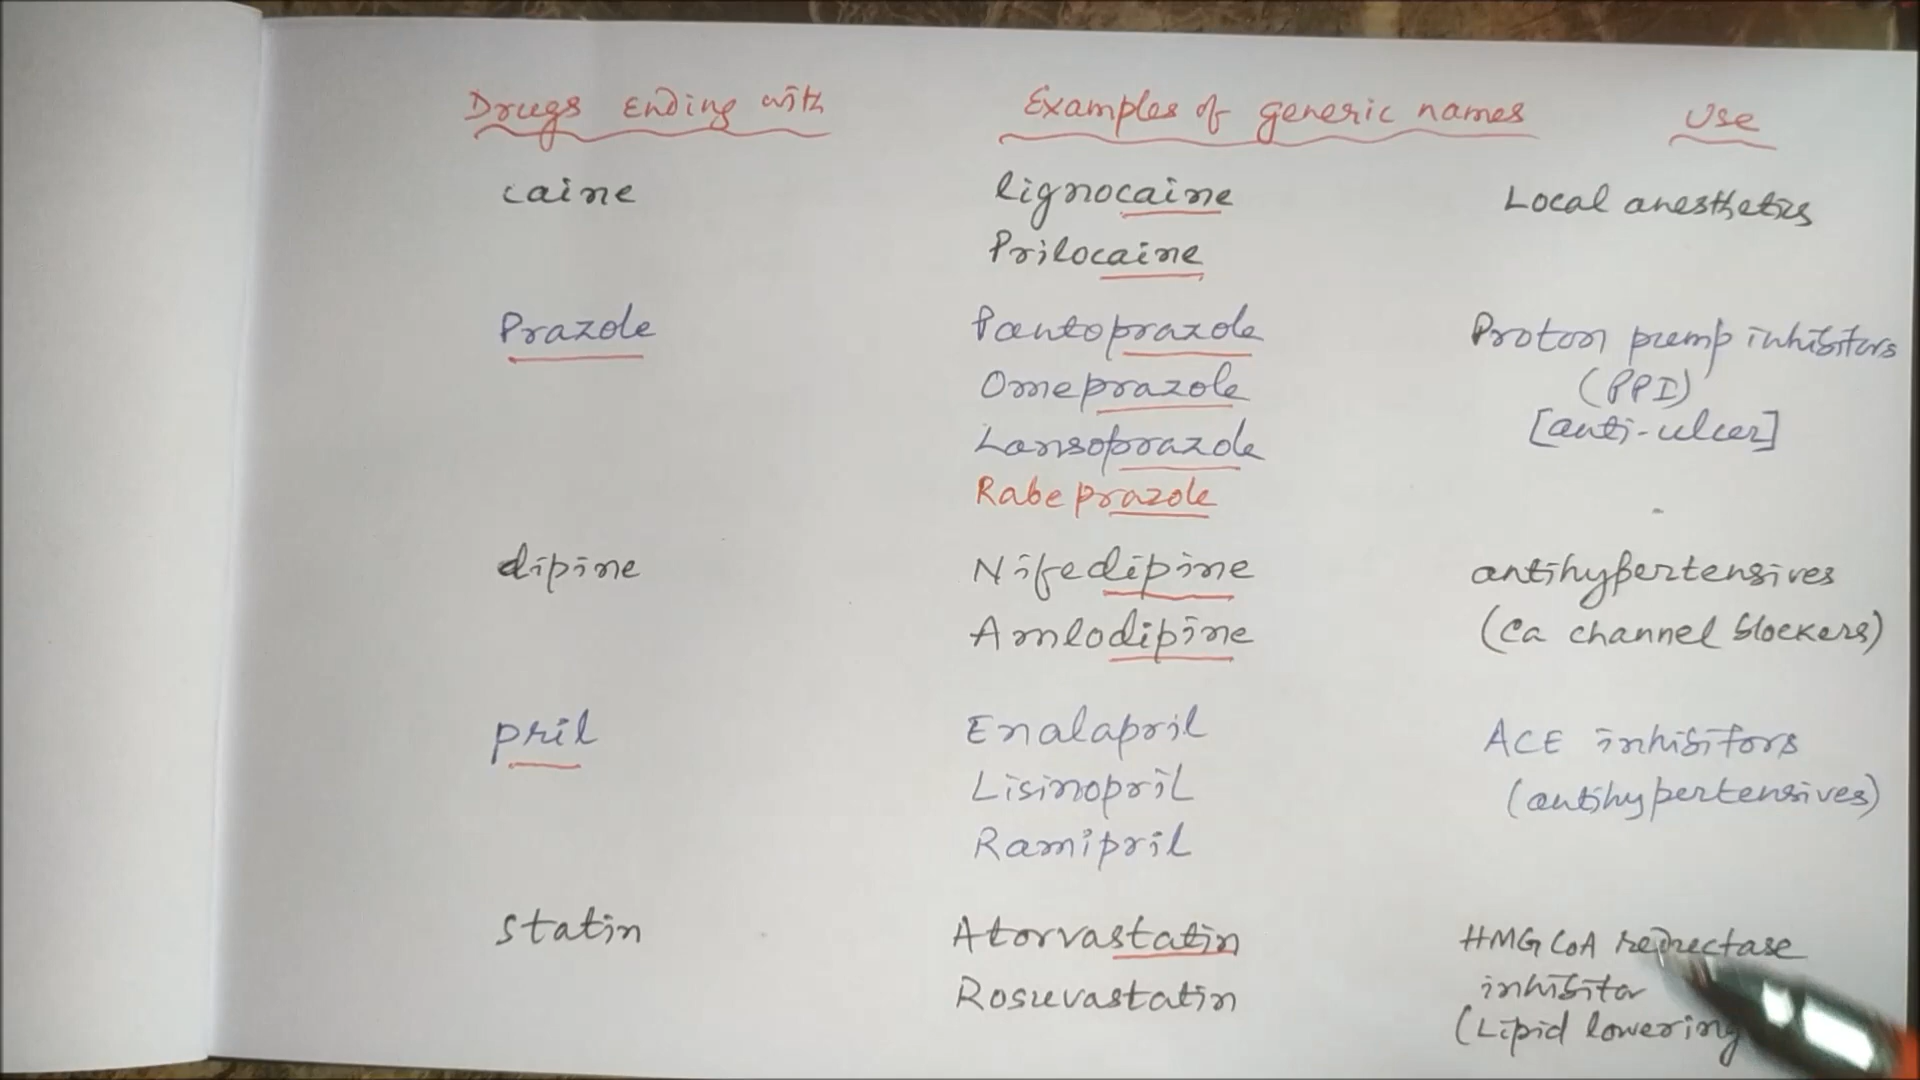 Drugs Ending with Examples of generic names Use
caine lignocaine Local anesthetics
Prilocaine
Prazole Pantoprazole Proton pump inhibitors
Omeprazole (PPI)
Lansoprazole [anti-ulcer]
Rabeprazole
dipine Nifedipine antihypertensives
Amlodipine (Ca channel blockers)
pril Enalapril ACE inhibitors
Lisinopril (antihypertensives)
Ramipril
statin Atorvastatin HMG CoA reductase
Rosuvastatin inhibitor
(Lipid lowering